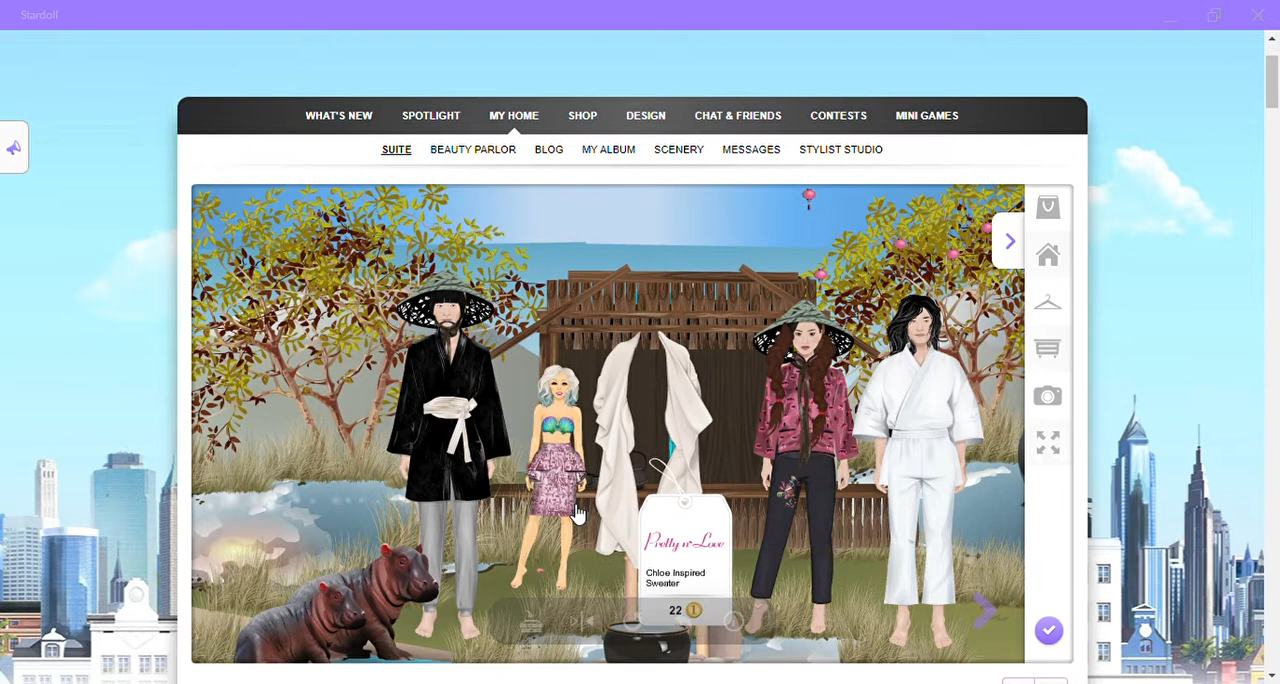 Stardoll
WHAT'S NEW SPOTLIGHT MY HOME SHOP DESIGN CHAT & FRIENDS CONTESTS MINI GAMES
SUITE BEAUTY PARLOR BLOG MY ALBUM SCENERY MESSAGES STYLIST STUDIO
Pretty n' Love
Chloe Inspired
Sweater
22